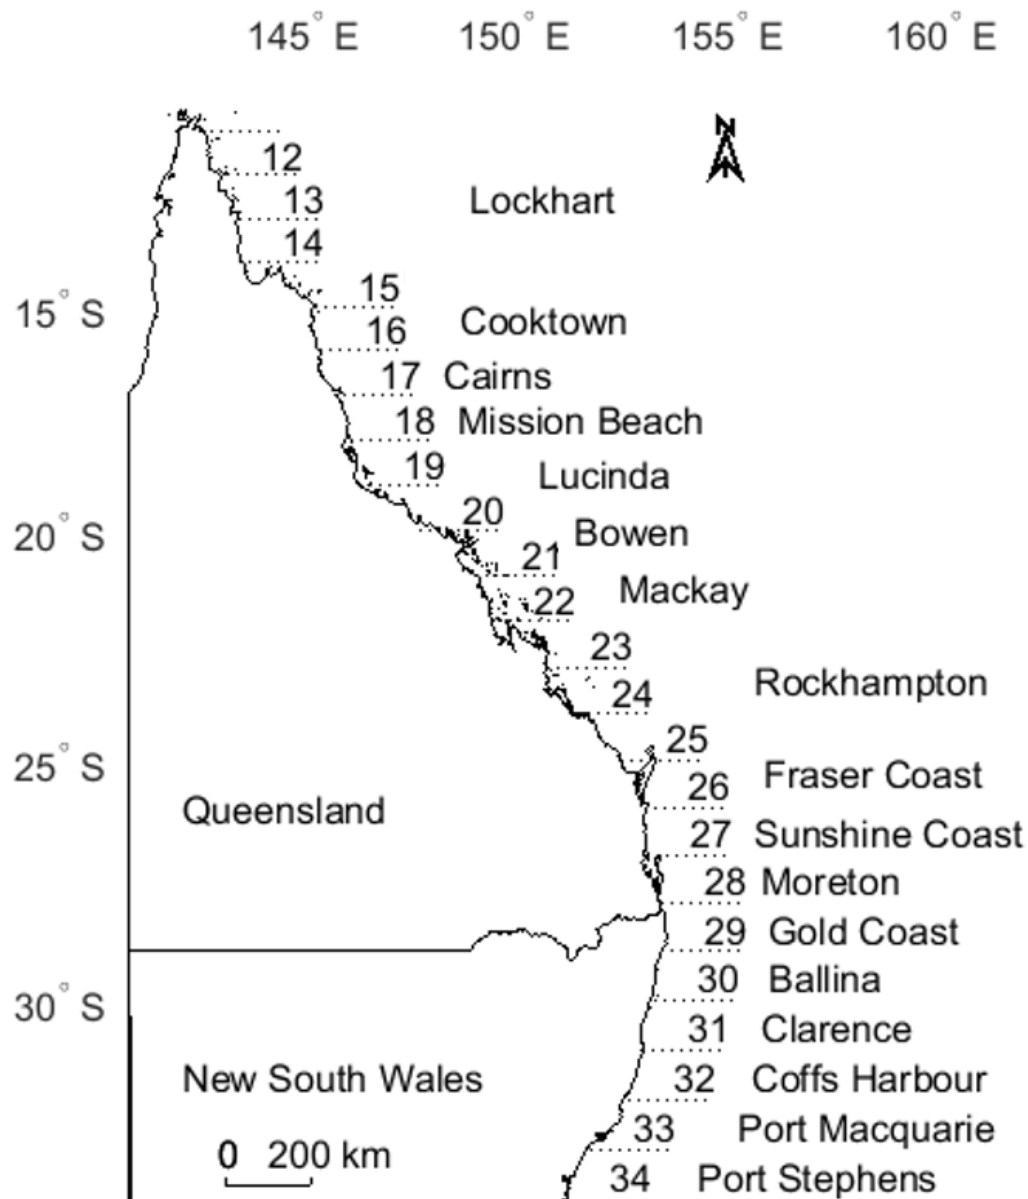 145° E 150° E 155° E 160° E
N
12
13 Lockhart
14
15
15° S
16 Cooktown
17 Cairns
18 Mission Beach
19 Lucinda
20
20° S
21 Bowen
22 Mackay
23
24 Rockhampton
25
25° S
26 Fraser Coast
Queensland
27 Sunshine Coast
28 Moreton
29 Gold Coast
30 Ballina
30° S
31 Clarence
New South Wales
32 Coffs Harbour
33 Port Macquarie
0 200 km
34 Port Stephens